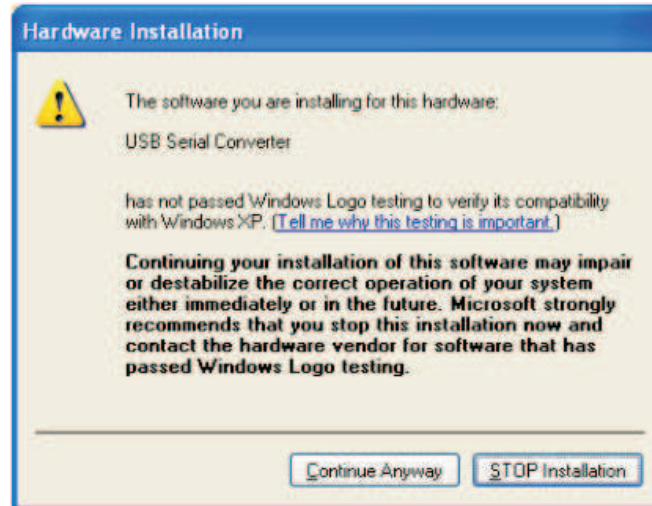 Hardware Installation
The software you are installing for this hardware:
USB Serial Converter
has not passed Windows Logo testing to verify its compatibility
with Windows XP. (Tell me why this testing is important.)
Continuing your installation of this software may impair
or destabilize the correct operation of your system
either immediately or in the future. Microsoft strongly
recommends that you stop this installation now and
contact the hardware vendor for software that has
passed Windows Logo testing.
Continue Anyway
STOP Installation